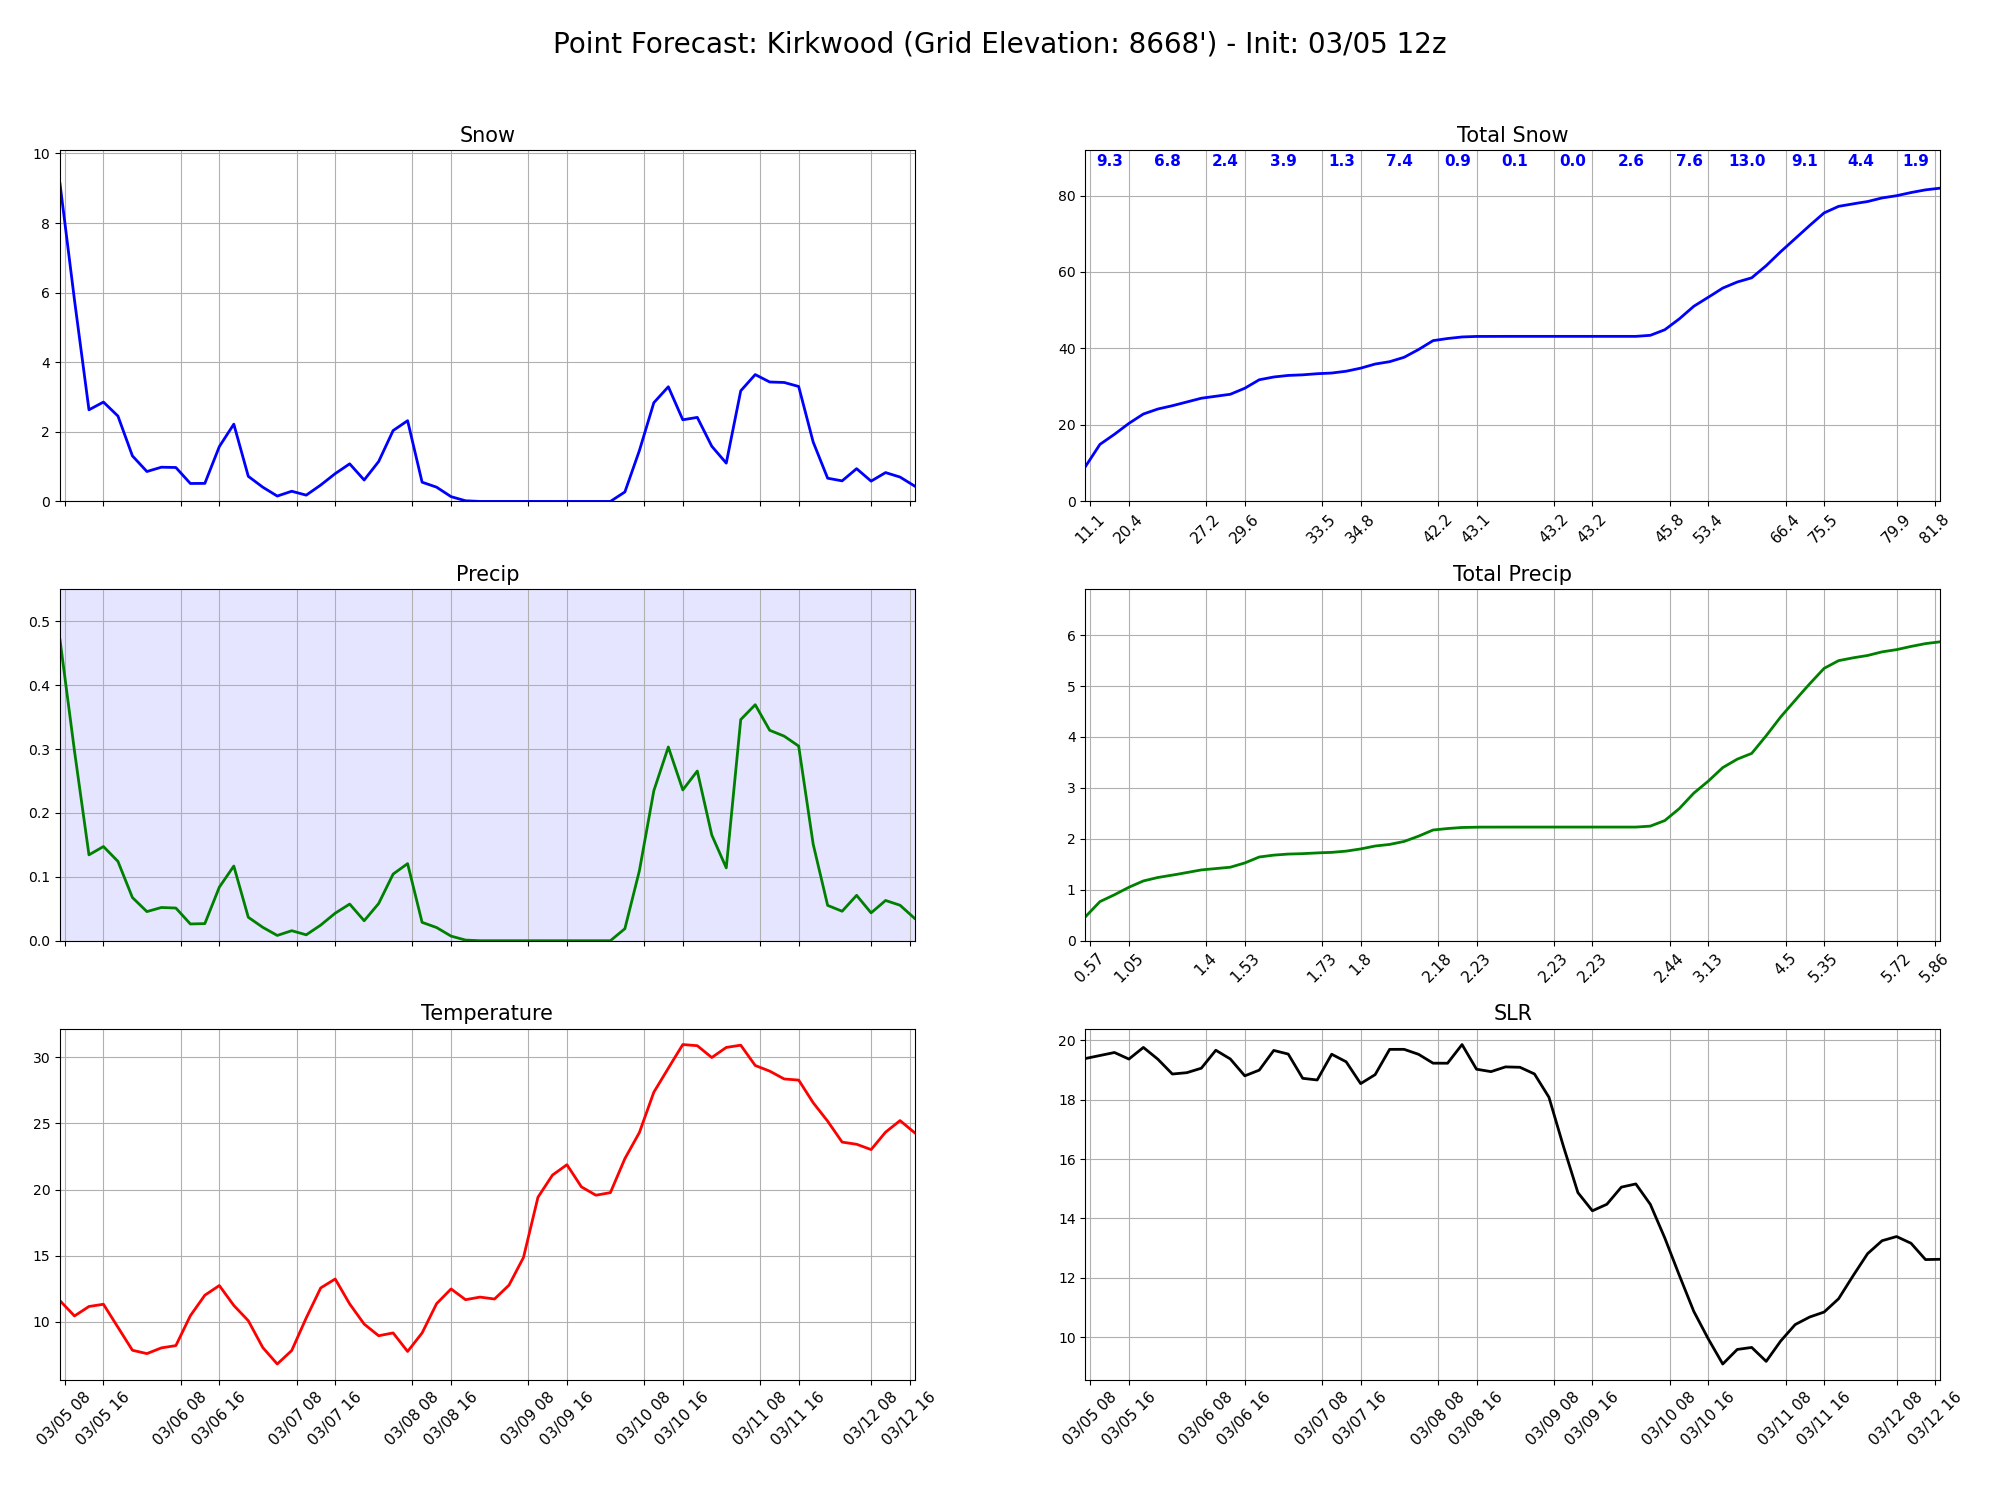 Point Forecast: Kirkwood (Grid Elevation: 8668') - Init: 03/05 12z
Snow
10
8
6
4
2
0
Total Snow
9.3 6.8 2.4 3.9 1.3 7.4 0.9 0.1 0.0 2.6 7.6 13.0 9.1 4.4 1.9
80
60
40
20
0
11.1 20.4 27.2 29.6 33.5 34.8 42.2 43.1 43.2 43.2 45.8 53.4 66.4 75.5 79.9 81.8
Precip
0.5
0.4
0.3
0.2
0.1
0.0
Total Precip
6
5
4
3
2
1
0
0.57 1.05 1.4 1.53 1.73 1.8 2.18 2.23 2.23 2.23 2.44 3.13 4.5 5.35 5.72 5.86
Temperature
30
25
20
15
10
03/05 08 03/05 16 03/06 08 03/06 16 03/07 08 03/07 16 03/08 08 03/08 16 03/09 08 03/09 16 03/10 08 03/10 16 03/11 08 03/11 16 03/12 08 03/12 16
SLR
20
18
16
14
12
10
03/05 08 03/05 16 03/06 08 03/06 16 03/07 08 03/07 16 03/08 08 03/08 16 03/09 08 03/09 16 03/10 08 03/10 16 03/11 08 03/11 16 03/12 08 03/12 16